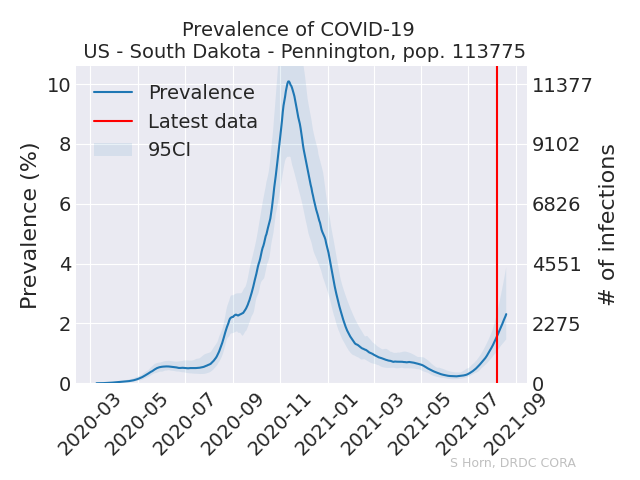 Prevalence of COVID-19
US - South Dakota - Pennington, pop. 113775
Prevalence
Latest data
95CI
Prevalence (%)
10
8
6
4
2
0
11377
9102
6826
4551
2275
0
# of infections
2020-03
2020-05
2020-07
2020-09
2020-11
2021-01
2021-03
2021-05
2021-07
2021-09
S Horn, DRDC CORA